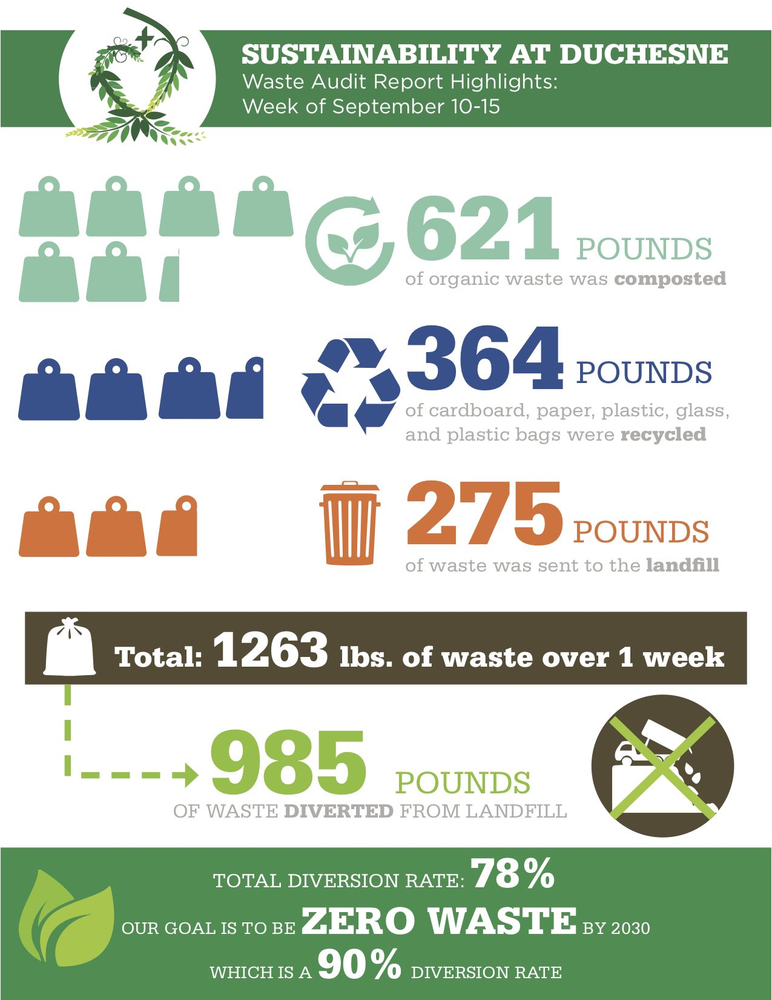 SUSTAINABILITY AT DUCHESNE
Waste Audit Report Highlights:
Week of September 10-15
621 POUNDS
of organic waste was composted
364 POUNDS
of cardboard, paper, plastic, glass,
and plastic bags were recycled
275 POUNDS
of waste was sent to the landfill
Total: 1263 lbs. of waste over 1 week
985 POUNDS
OF WASTE DIVERTED FROM LANDFILL
TOTAL DIVERSION RATE: 78%
OUR GOAL IS TO BE ZERO WASTE BY 2030
WHICH IS A 90% DIVERSION RATE